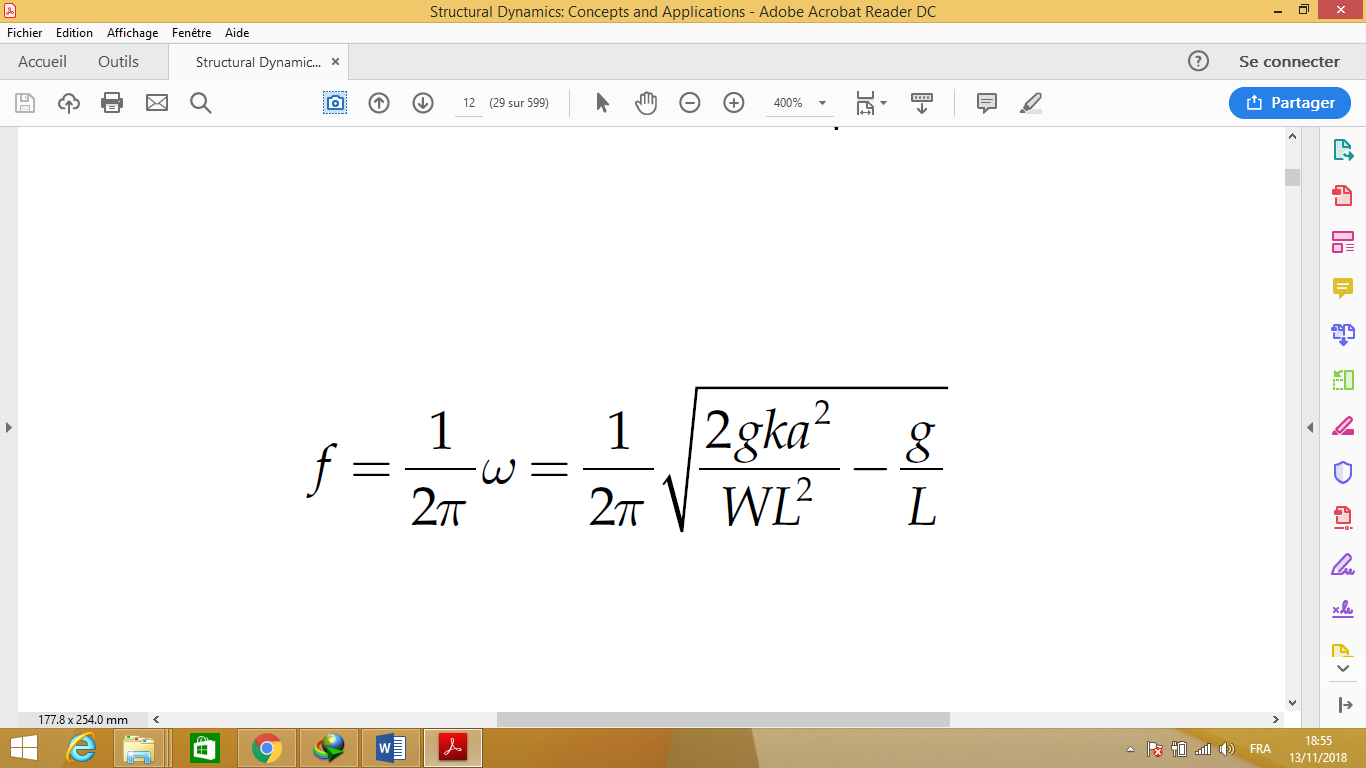 Structural Dynamics: Concepts and Applications - Adobe Acrobat Reader DC
Fichier Edition Affichage Fenêtre Aide
Accueil Outils Structural Dynamic... × Se connecter
12 (29 sur 599) 400% Partager
f = 1/2π ω = 1/2π √(2gka²/WL² − g/L)
177.8 x 254.0 mm
FRA 18:55
13/11/2018